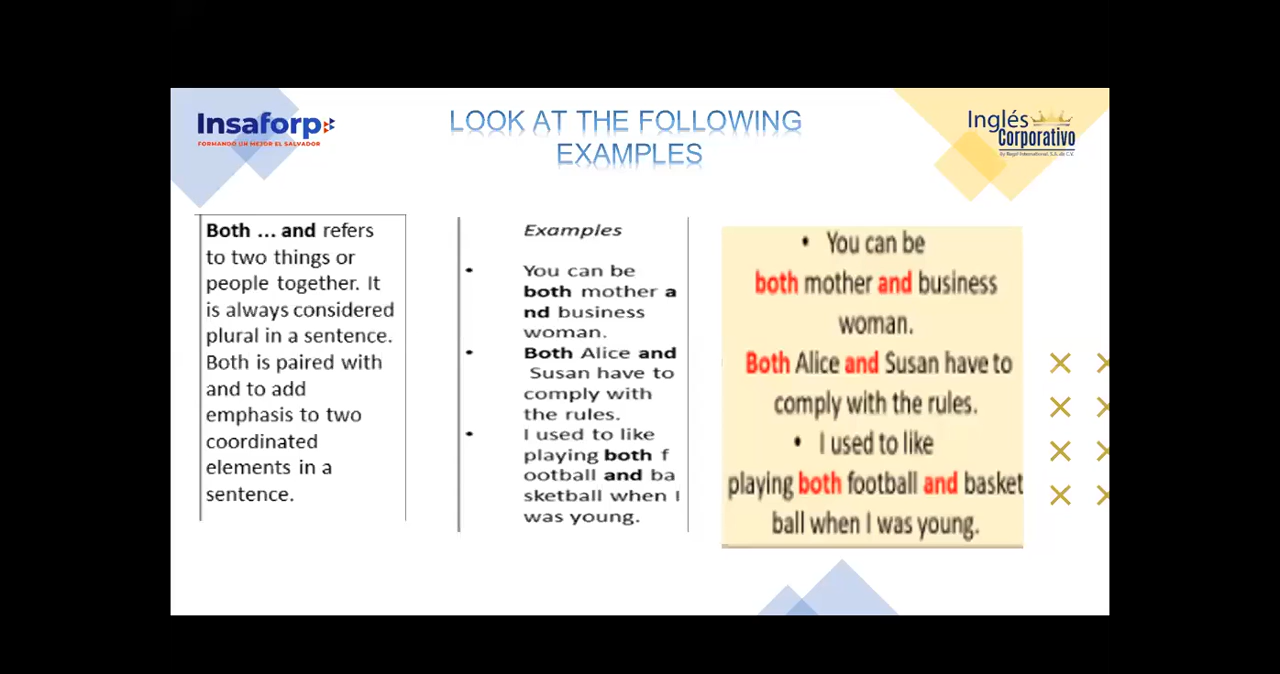 Insaforp
FORMANDO UN MEJOR EL SALVADOR
LOOK AT THE FOLLOWING
EXAMPLES
Inglés
Corporativo
By Regal International, S.A. de C.V.
Both ... and refers
to two things or
people together. It
is always considered
plural in a sentence.
Both is paired with
and to add
emphasis to two
coordinated
elements in a
sentence.
Examples
• You can be
both mother a
nd business
woman.
• Both Alice and
Susan have to
comply with
the rules.
• I used to like
playing both f
ootball and ba
sketball when I
was young.
• You can be
both mother and business
woman.
Both Alice and Susan have to
comply with the rules.
• I used to like
playing both football and basket
ball when I was young.